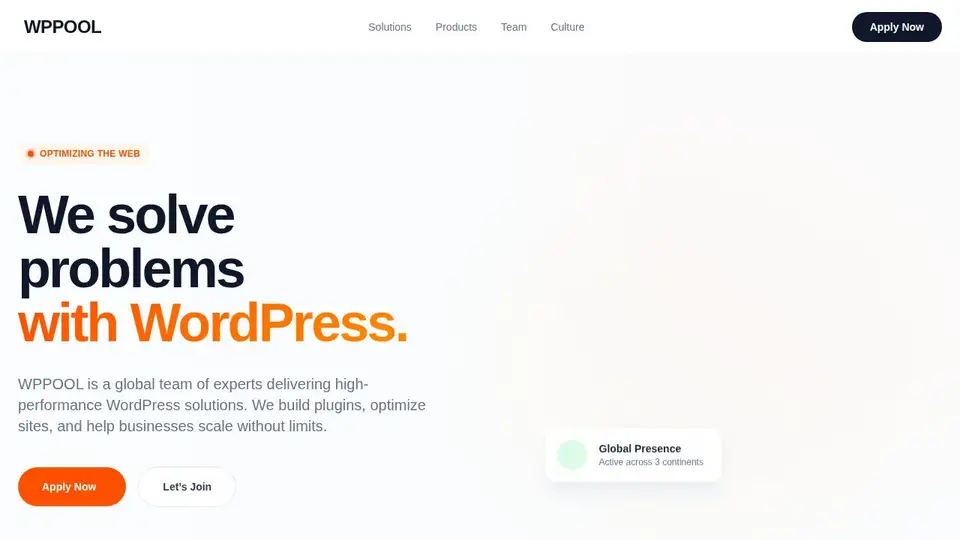 WPPOOL
Solutions
Products
Team
Culture
Apply Now
OPTIMIZING THE WEB
We solve
problems
with WordPress.
WPPOOL is a global team of experts delivering high-
performance WordPress solutions. We build plugins, optimize
sites, and help businesses scale without limits.
Apply Now
Let's Join
Global Presence
Active across 3 continents